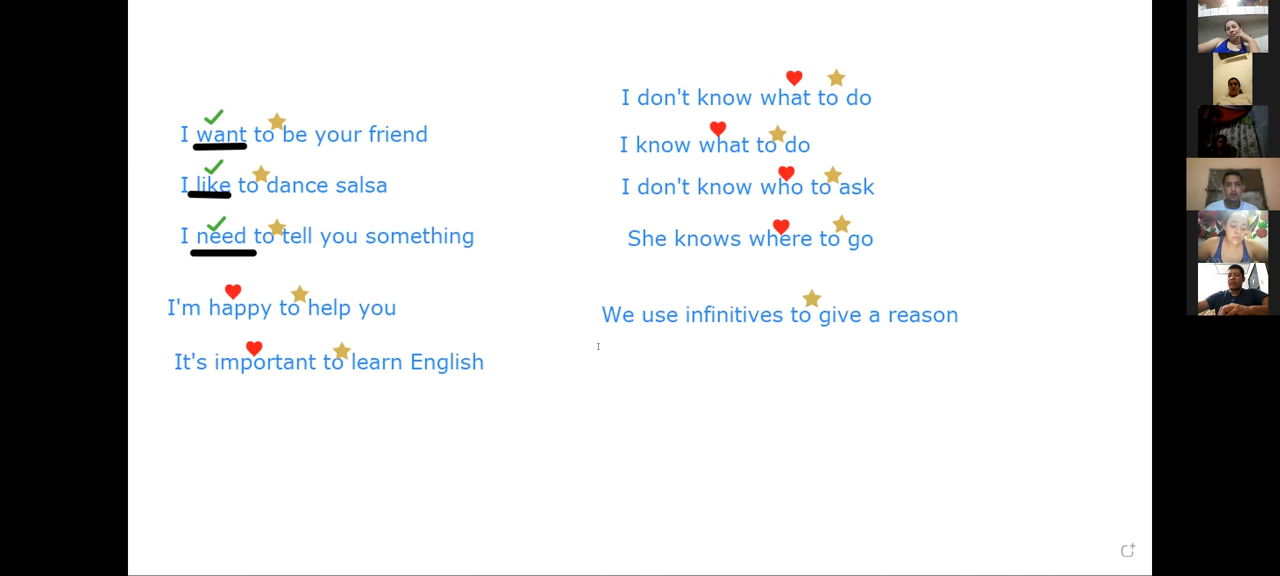 I want to be your friend
I like to dance salsa
I need to tell you something
I'm happy to help you
It's important to learn English
I don't know what to do
I know what to do
I don't know who to ask
She knows where to go
We use infinitives to give a reason